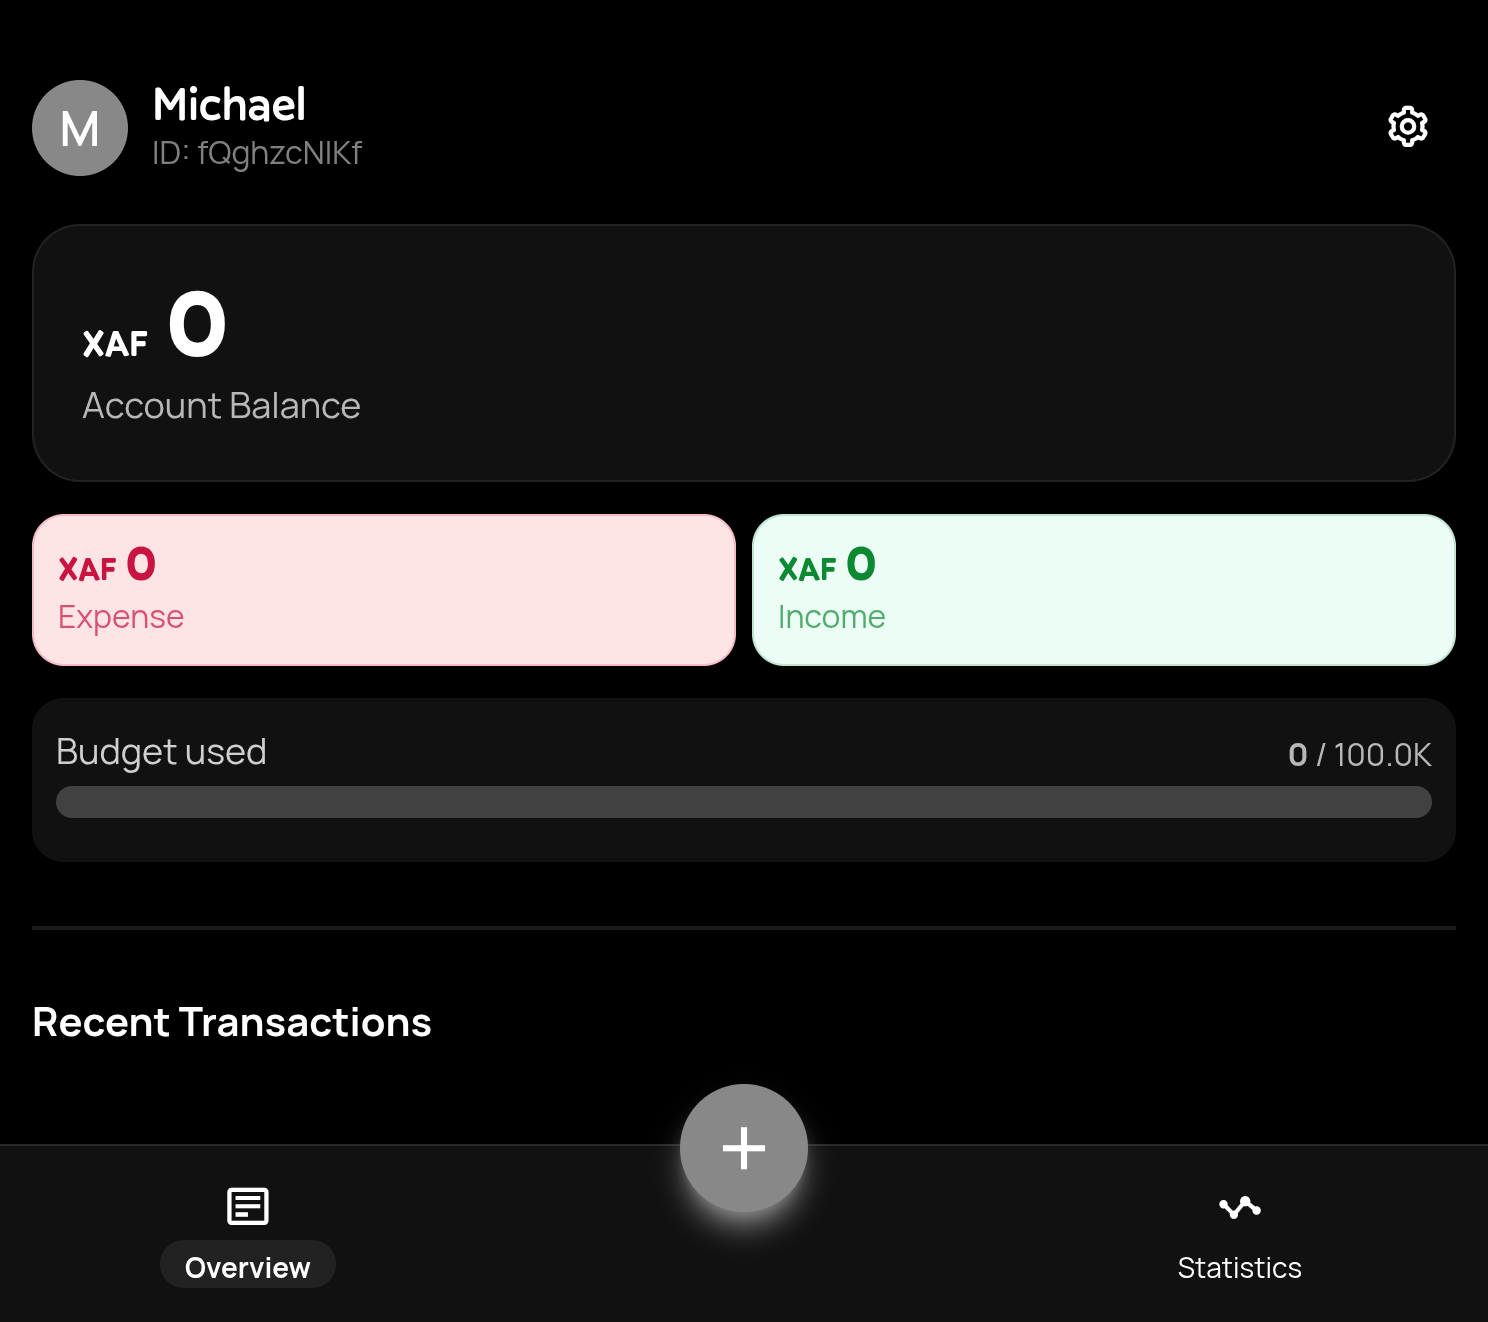 M
Michael
ID: fQghzcNIKf
XAF 0
Account Balance
XAF 0
Expense
XAF 0
Income
Budget used
0 / 100.0K
Recent Transactions
Overview
Statistics